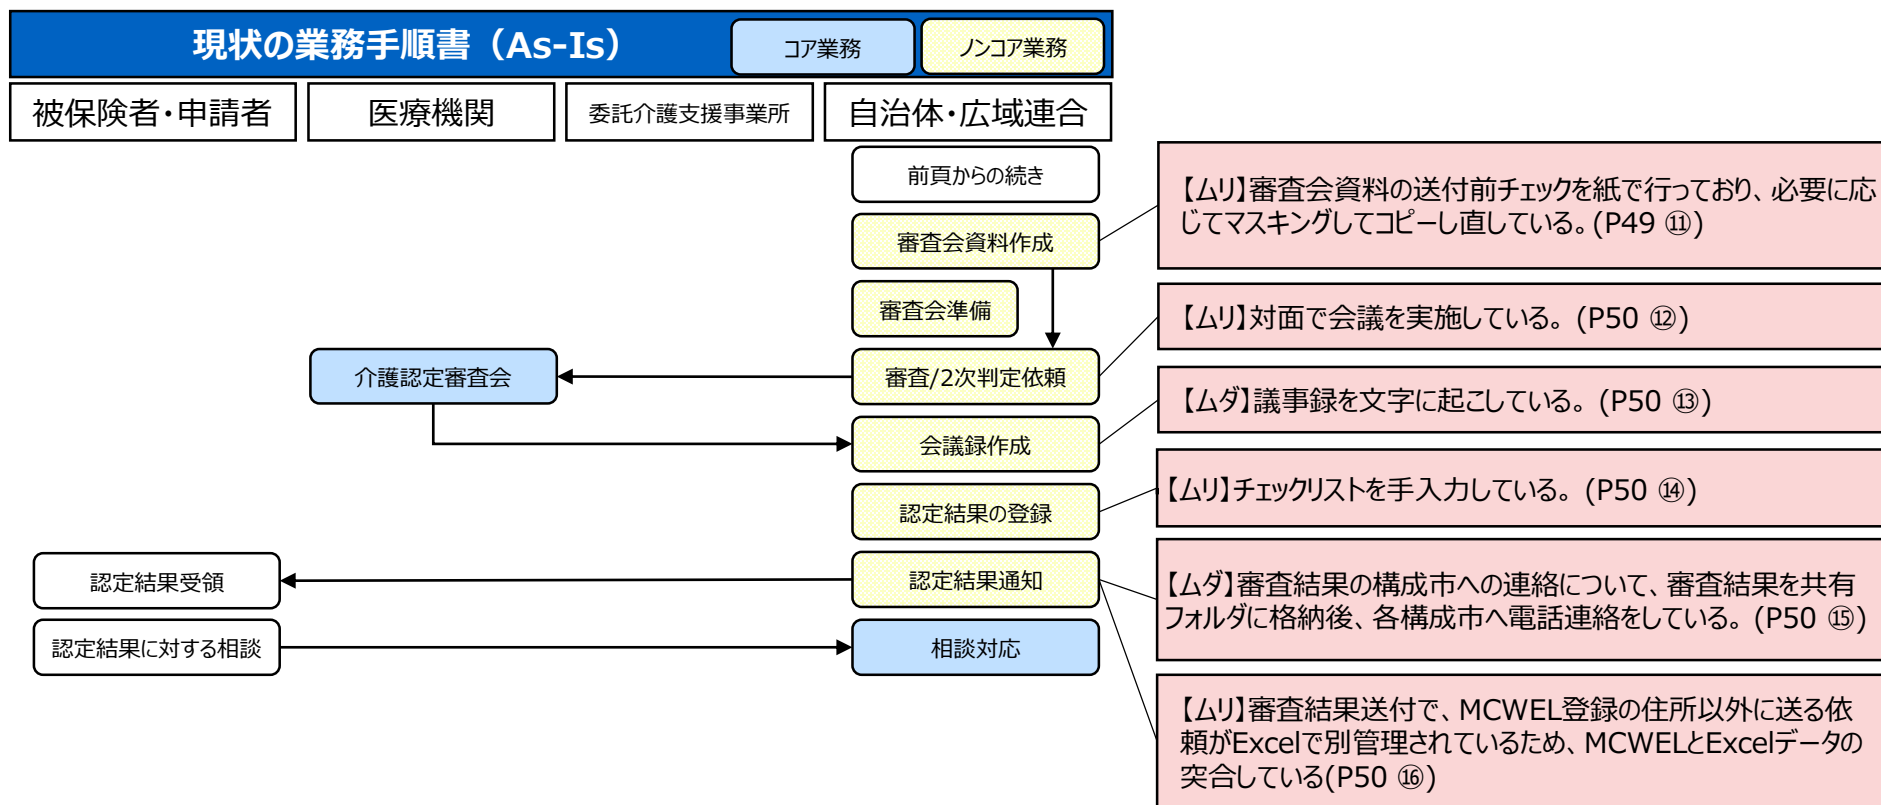 現状の業務手順書（As-Is）
コア業務
ノンコア業務
被保険者・申請者
医療機関
委託介護支援事業所
自治体・広域連合
前頁からの続き
審査会資料作成
審査会準備
介護認定審査会
審査/2次判定依頼
会議録作成
認定結果の登録
認定結果受領
認定結果通知
認定結果に対する相談
相談対応
【ムリ】審査会資料の送付前チェックを紙で行っており、必要に応
じてマスキングしてコピーし直している。(P49 ⑪)
【ムリ】対面で会議を実施している。(P50 ⑫)
【ムダ】議事録を文字に起こしている。(P50 ⑬)
【ムリ】チェックリストを手入力している。(P50 ⑭)
【ムダ】審査結果の構成市への連絡について、審査結果を共有
フォルダに格納後、各構成市へ電話連絡をしている。(P50 ⑮)
【ムリ】審査結果送付で、MCWEL登録の住所以外に送る依
頼がExcelで別管理されているため、MCWELとExcelデータの
突合している(P50 ⑯)